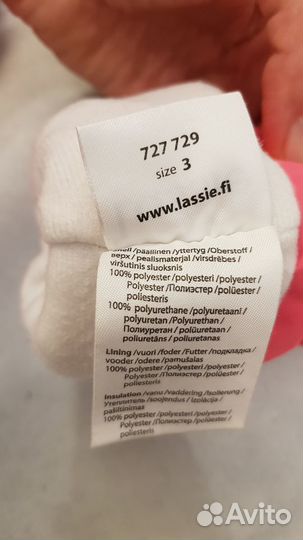 727 729
size 3
www.lassie.fi
Shell /päällinen /yttertyg /Oberstoff /
верх / pealismaterjal /virsdrēbes /
viršutinis sluoksnis
100% polyester /polyesteri /polyester /
Polyester /Полиэстер /polüester /
poliesteris
100% polyurethane /polyuretaani /
polyuretan /Polyurethan /
Полиуретан / polüuretaan /
poliuretāns / poliuretanas
Lining /vuori /foder /Futter /подкладка /
vooder /odere /pamušalas
100% polyester /polyesteri /polyester /
Polyester /Полиэстер /polüester /
poliesteris
Insulation /vanu /vaddering /Isolierung /
Утеплитель /soojendus /Izolācija /
pašiltinimas
100% polyester /polyesteri /polyester /
Polyester /Полиэстер /polüester /
poliesteris
Avito